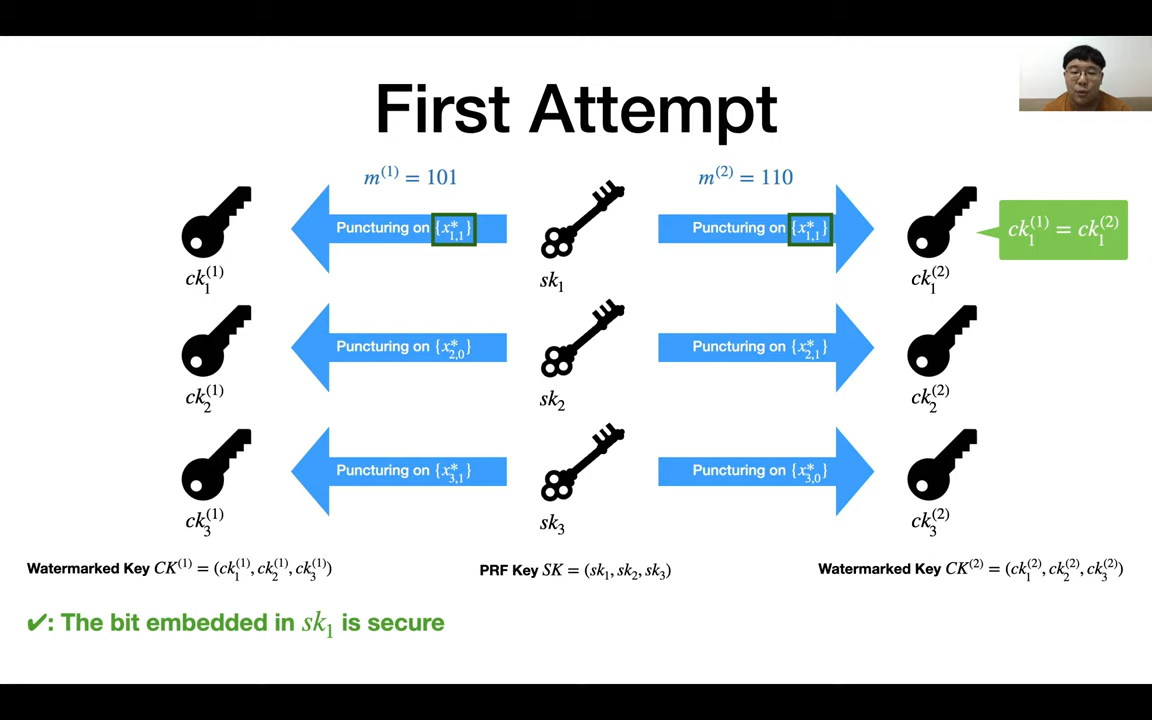 First Attempt
m^(1) = 101
m^(2) = 110
Puncturing on {x*_{1,1}}
Puncturing on {x*_{1,1}}
ck_1^(1) = ck_1^(2)
ck_1^(1)
sk_1
ck_1^(2)
Puncturing on {x*_{2,0}}
Puncturing on {x*_{2,1}}
ck_2^(1)
sk_2
ck_2^(2)
Puncturing on {x*_{3,1}}
Puncturing on {x*_{3,0}}
ck_3^(1)
sk_3
ck_3^(2)
Watermarked Key CK^(1) = (ck_1^(1), ck_2^(1), ck_3^(1))
PRF Key SK = (sk_1, sk_2, sk_3)
Watermarked Key CK^(2) = (ck_1^(2), ck_2^(2), ck_3^(2))
✔: The bit embedded in sk_1 is secure